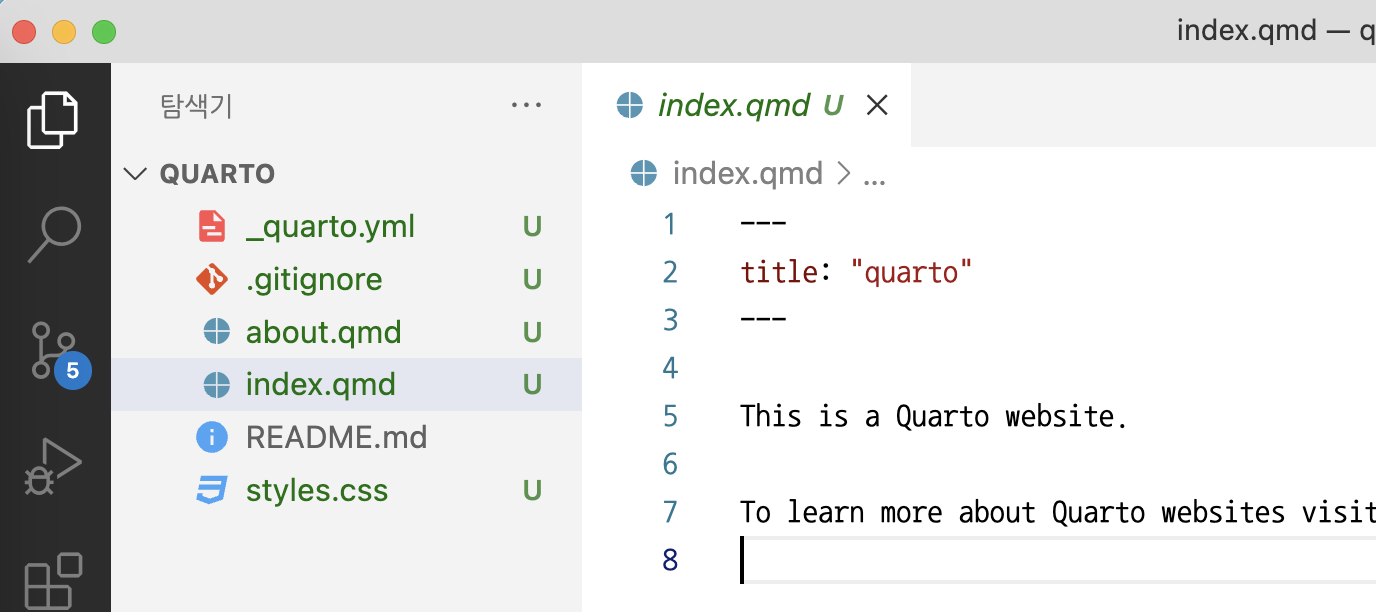 index.qmd — q
탐색기 ···
index.qmd U
QUARTO
index.qmd > ...
_quarto.yml U
.gitignore U
about.qmd U
index.qmd U
README.md
styles.css U
5
1 ---
2 title: "quarto"
3 ---
4
5 This is a Quarto website.
6
7 To learn more about Quarto websites visit
8